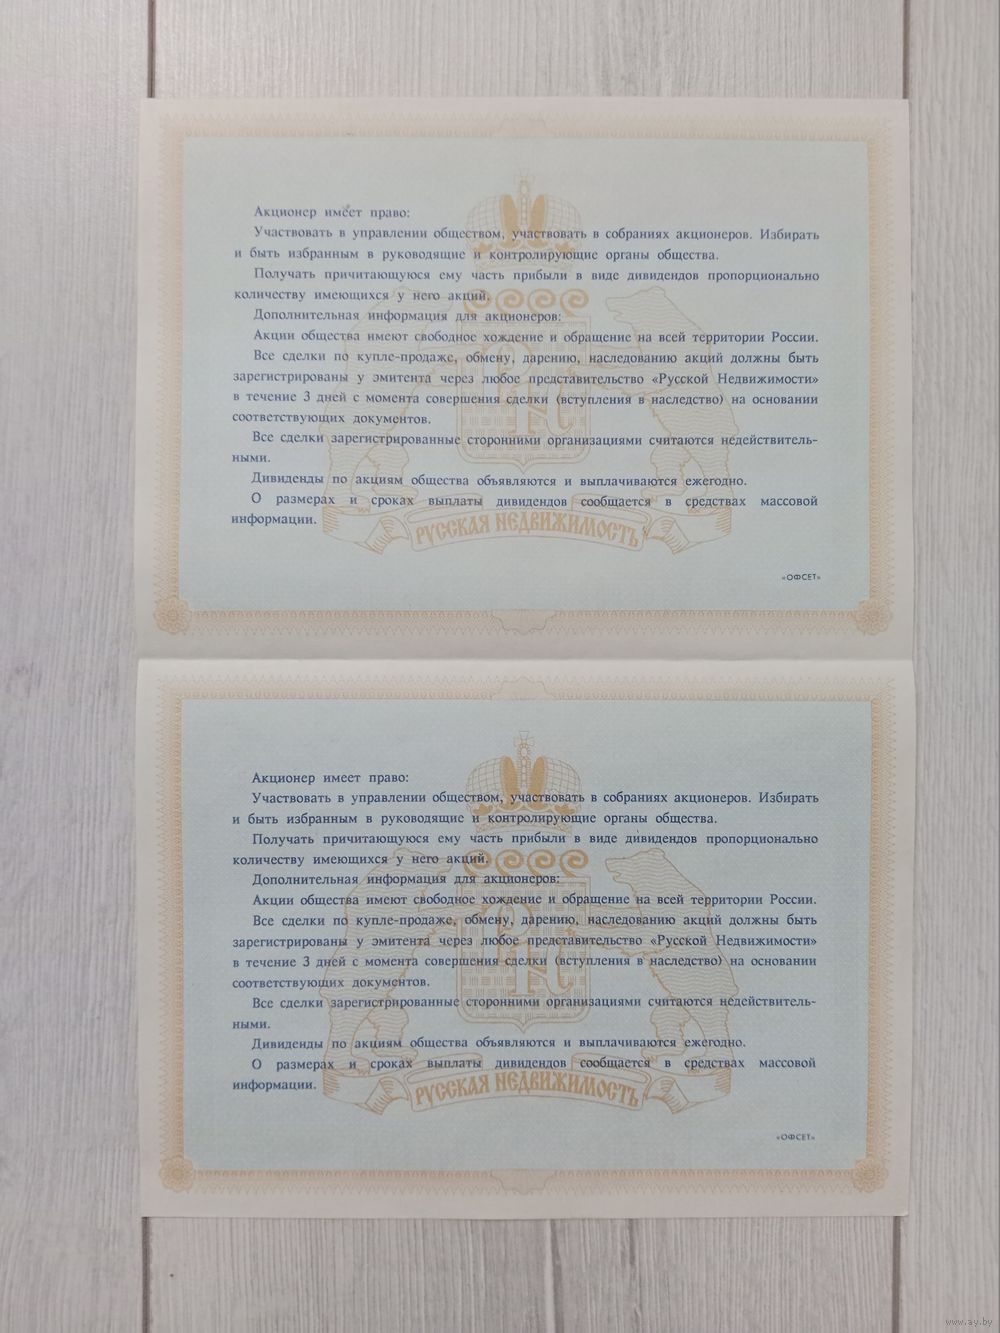 Акционер имеет право:
Участвовать в управлении обществом, участвовать в собраниях акционеров. Избирать
и быть избранным в руководящие и контролирующие органы общества.
Получать причитающуюся ему часть прибыли в виде дивидендов пропорционально
количеству имеющихся у него акций.
Дополнительная информация для акционеров:
Акции общества имеют свободное хождение и обращение на всей территории России.
Все сделки по купле-продаже, обмену, дарению, наследованию акций должны быть
зарегистрированы у эмитента через любое представительство «Русской Недвижимости»
в течение 3 дней с момента совершения сделки (вступления в наследство) на основании
соответствующих документов.
Все сделки зарегистрированные сторонними организациями считаются недействитель-
ными.
Дивиденды по акциям общества объявляются и выплачиваются ежегодно.
О размерах и сроках выплаты дивидендов сообщается в средствах массовой
информации.
РУССКАЯ НЕДВИЖИМОСТЬ
«ОФСЕТ»
Акционер имеет право:
Участвовать в управлении обществом, участвовать в собраниях акционеров. Избирать
и быть избранным в руководящие и контролирующие органы общества.
Получать причитающуюся ему часть прибыли в виде дивидендов пропорционально
количеству имеющихся у него акций.
Дополнительная информация для акционеров:
Акции общества имеют свободное хождение и обращение на всей территории России.
Все сделки по купле-продаже, обмену, дарению, наследованию акций должны быть
зарегистрированы у эмитента через любое представительство «Русской Недвижимости»
в течение 3 дней с момента совершения сделки (вступления в наследство) на основании
соответствующих документов.
Все сделки зарегистрированные сторонними организациями считаются недействитель-
ными.
Дивиденды по акциям общества объявляются и выплачиваются ежегодно.
О размерах и сроках выплаты дивидендов сообщается в средствах массовой
информации.
РУССКАЯ НЕДВИЖИМОСТЬ
«ОФСЕТ»
www.ay.by